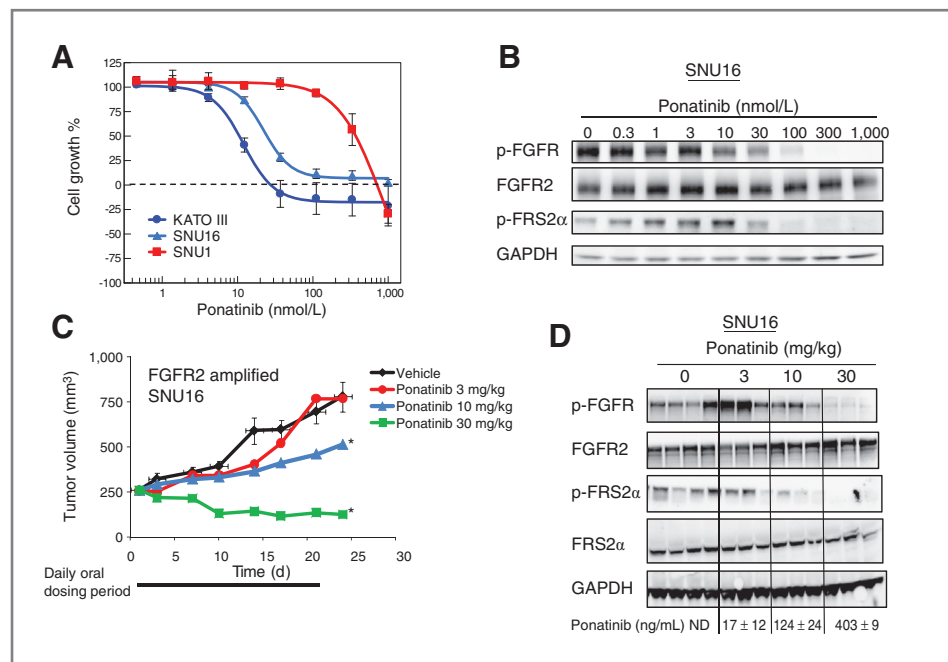 A
Cell growth %
125
100
75
50
25
0
-25
-50
-75
-100
KATO III
SNU16
SNU1
1 10 100 1,000
Ponatinib (nmol/L)
B
SNU16
Ponatinib (nmol/L)
0 0.3 1 3 10 30 100 300 1,000
p-FGFR
FGFR2
p-FRS2α
GAPDH
C
Tumor volume (mm³)
1,000
750
500
250
0
FGFR2 amplified
SNU16
Vehicle
Ponatinib 3 mg/kg
Ponatinib 10 mg/kg
Ponatinib 30 mg/kg
*
*
0 5 10 15 20 25 30
Time (d)
Daily oral
dosing period
D
SNU16
Ponatinib (mg/kg)
0 3 10 30
p-FGFR
FGFR2
p-FRS2α
FRS2α
GAPDH
Ponatinib (ng/mL) ND 17 ± 12 124 ± 24 403 ± 9